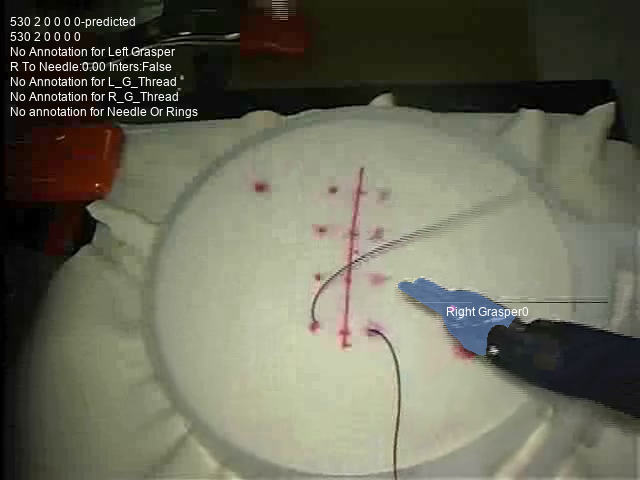 530 2 0 0 0 0-predicted
530 2 0 0 0 0
No Annotation for Left Grasper
R To Needle:0.00 Inters:False
No Annotation for L_G_Thread
No Annotation for R_G_Thread
No annotation for Needle Or Rings
Right Grasper0